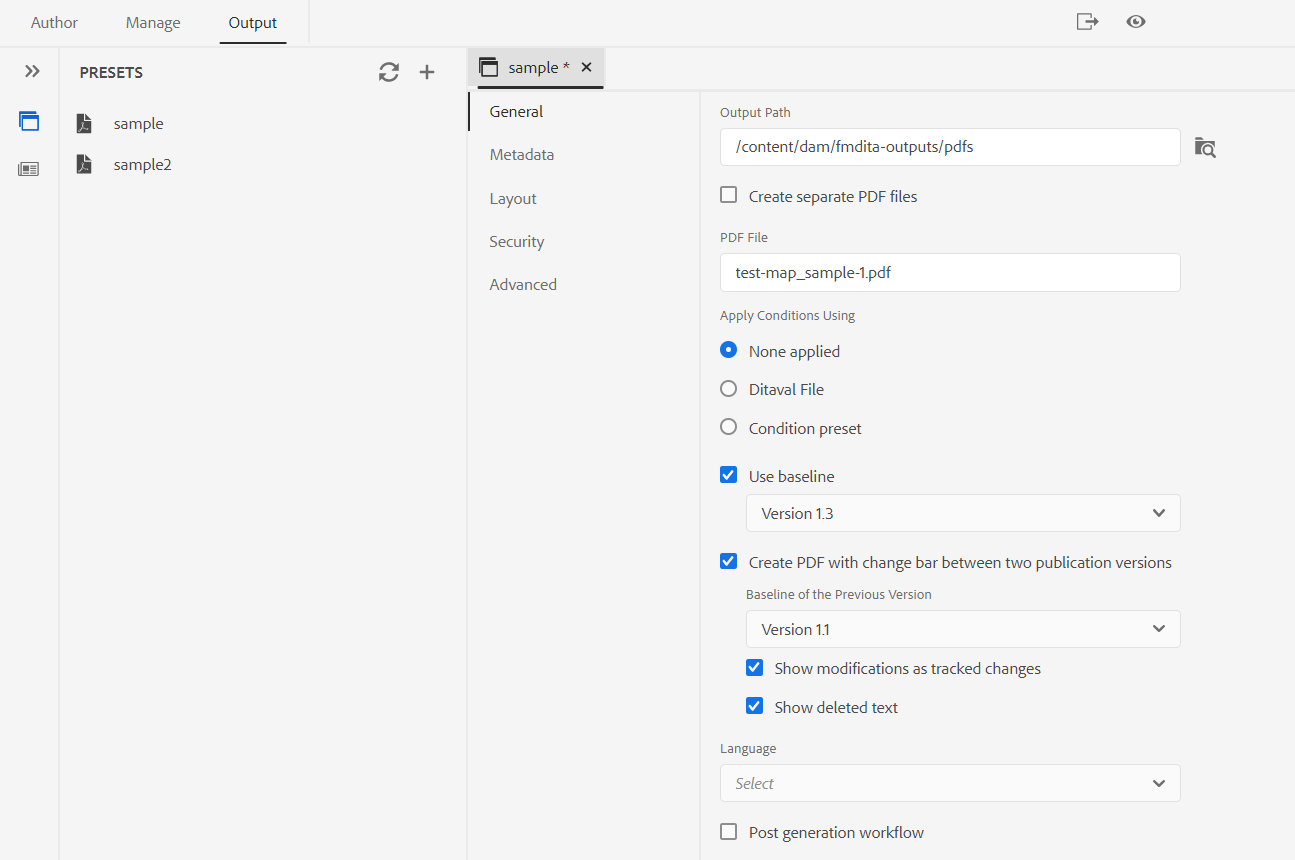 Author Manage Output
PRESETS
sample
sample2
sample *
General
Metadata
Layout
Security
Advanced
Output Path
/content/dam/fmdita-outputs/pdfs
Create separate PDF files
PDF File
test-map_sample-1.pdf
Apply Conditions Using
None applied
Ditaval File
Condition preset
Use baseline
Version 1.3
Create PDF with change bar between two publication versions
Baseline of the Previous Version
Version 1.1
Show modifications as tracked changes
Show deleted text
Language
Select
Post generation workflow